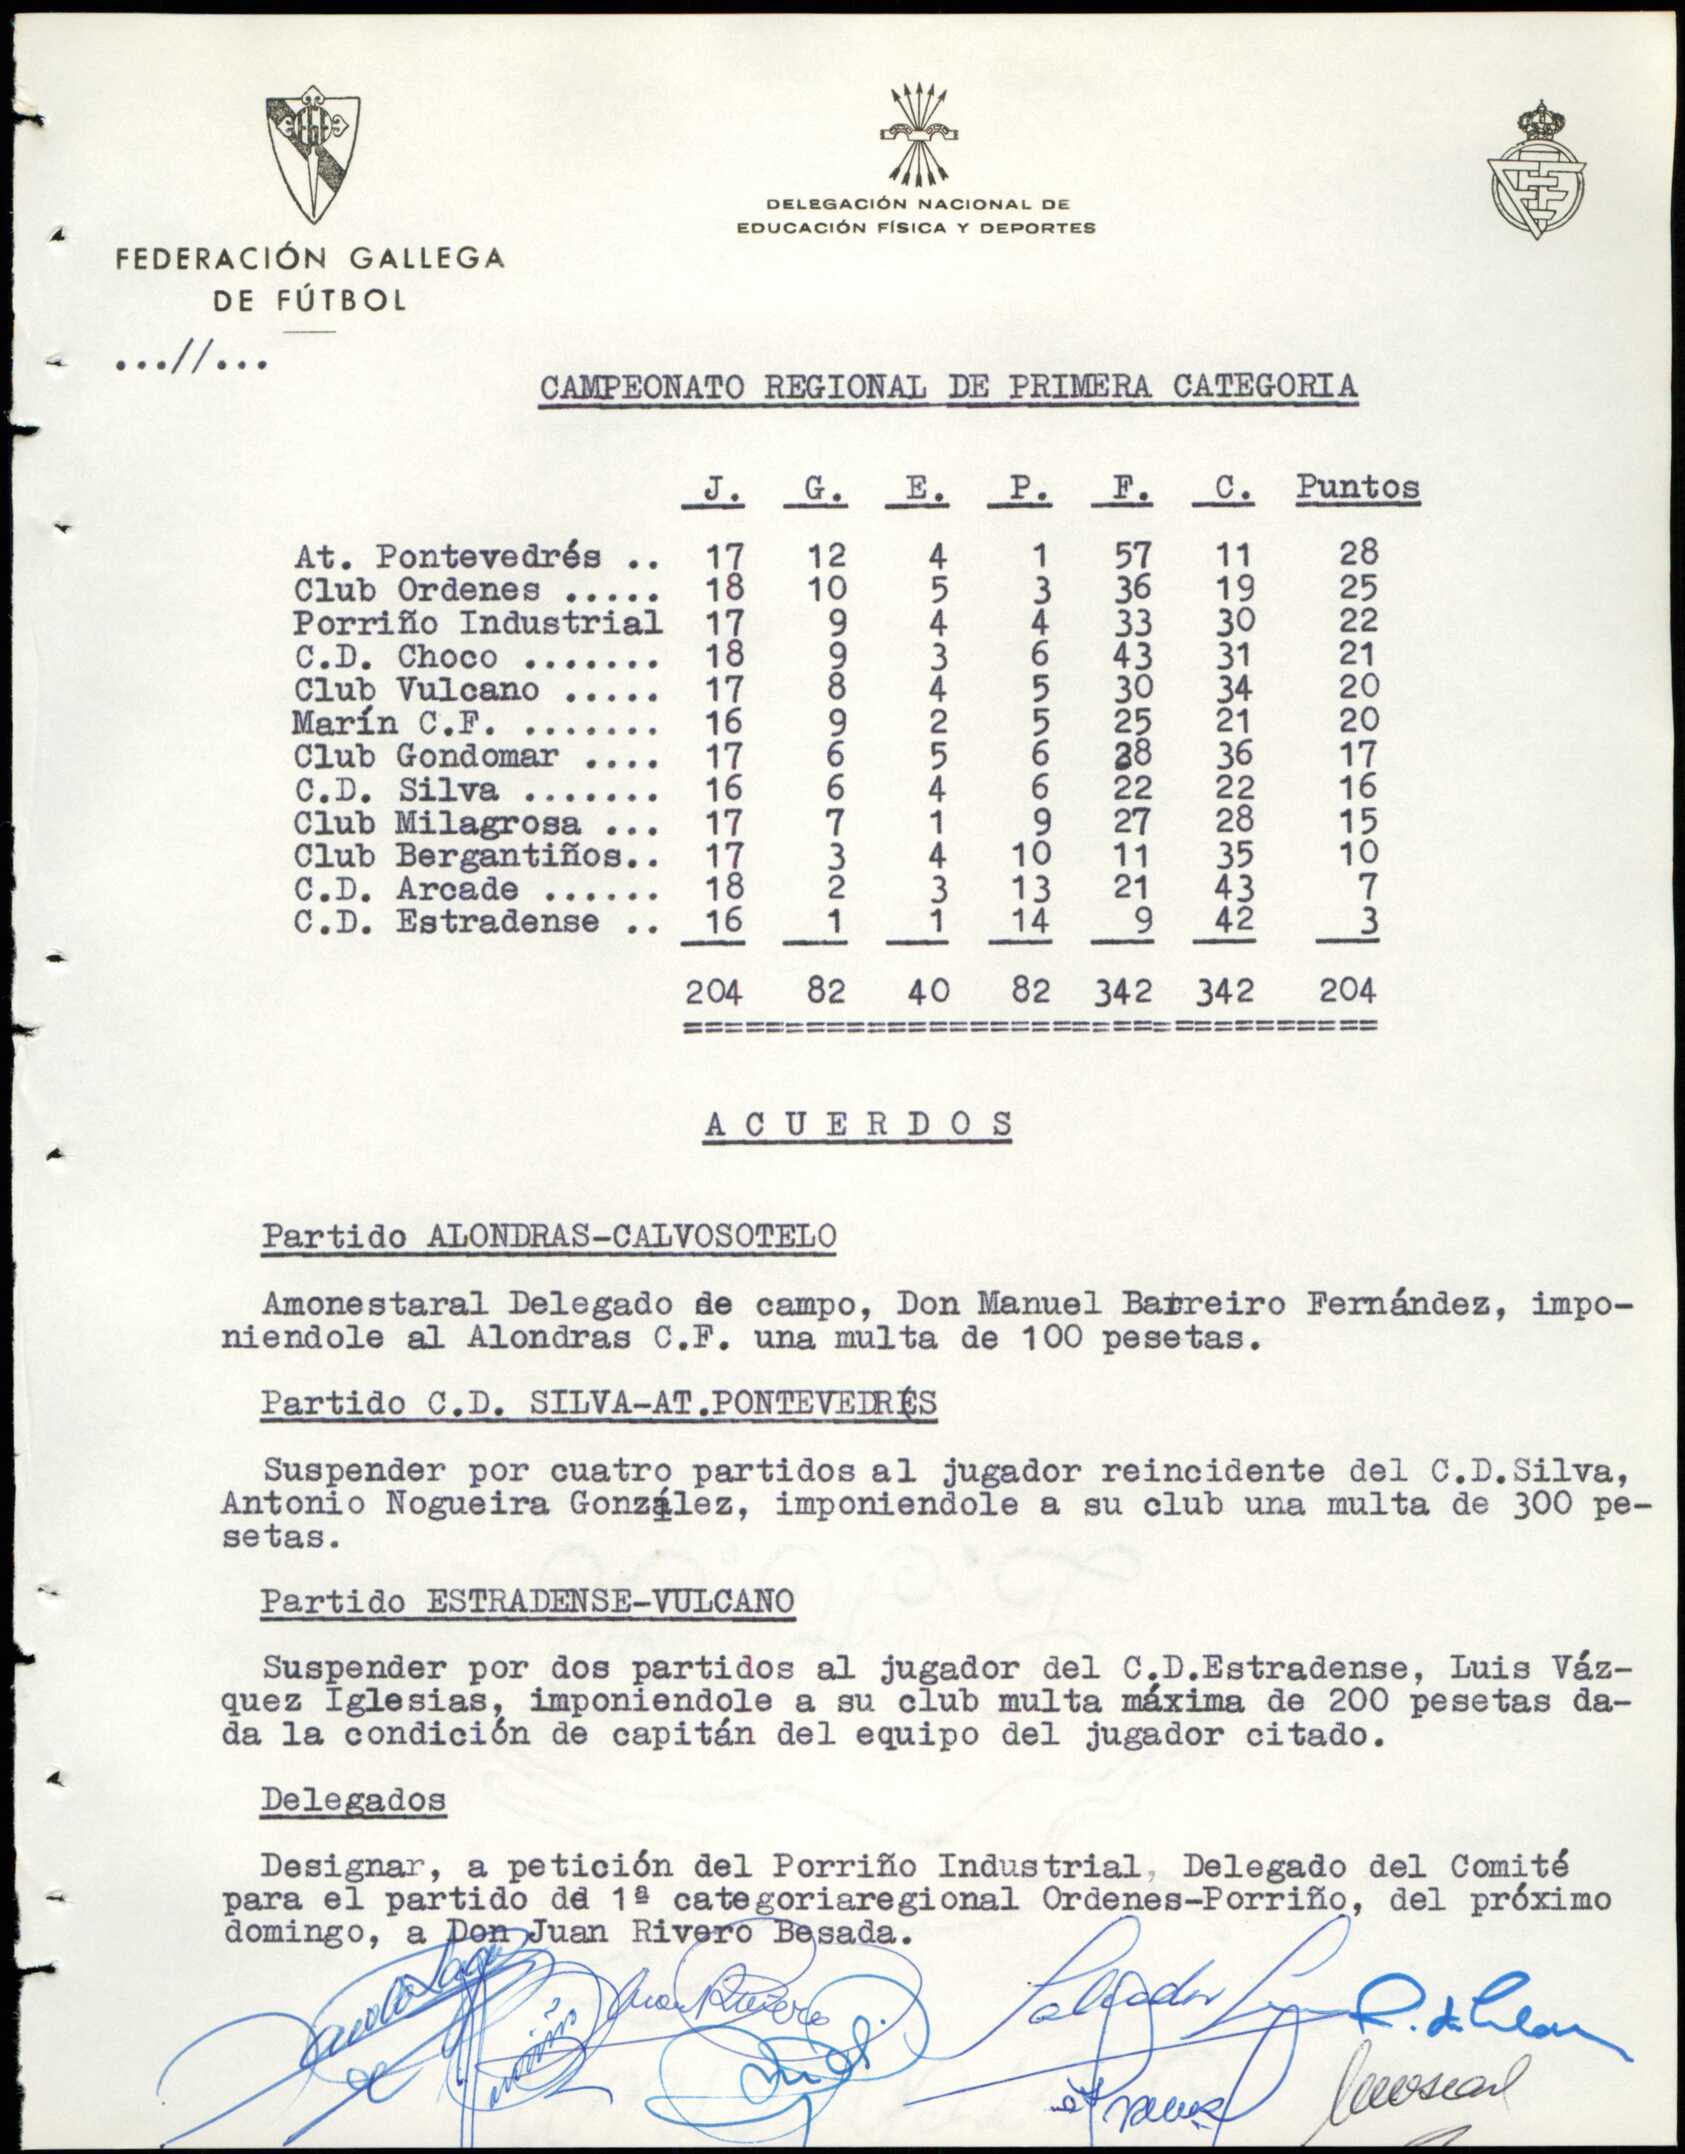 FEDERACIÓN GALLEGA
DE FÚTBOL
DELEGACIÓN NACIONAL DE
EDUCACIÓN FÍSICA Y DEPORTES
...//...
CAMPEONATO REGIONAL DE PRIMERA CATEGORIA
J. G. E. P. F. C. Puntos
At. Pontevedrés .. 17 12 4 1 57 11 28
Club Ordenes ..... 18 10 5 3 36 19 25
Porriño Industrial 17 9 4 4 33 30 22
C.D. Choco ....... 18 9 3 6 43 31 21
Club Vulcano ..... 17 8 4 5 30 34 20
Marín C.F. ....... 16 9 2 5 25 21 20
Club Gondomar .... 17 6 5 6 28 36 17
C.D. Silva ....... 16 6 4 6 22 22 16
Club Milagrosa ... 17 7 1 9 27 28 15
Club Bergantiños.. 17 3 4 10 11 35 10
C.D. Arcade ...... 18 2 3 13 21 43 7
C.D. Estradense .. 16 1 1 14 9 42 3
204 82 40 82 342 342 204
==================================
A C U E R D O S
Partido ALONDRAS-CALVOSOTELO
Amonestaral Delegado de campo, Don Manuel Barreiro Fernández, impo-
niendole al Alondras C.F. una multa de 100 pesetas.
Partido C.D. SILVA-AT.PONTEVEDRÉS
Suspender por cuatro partidos al jugador reincidente del C.D.Silva,
Antonio Nogueira González, imponiendole a su club una multa de 300 pe-
setas.
Partido ESTRADENSE-VULCANO
Suspender por dos partidos al jugador del C.D.Estradense, Luis Váz-
quez Iglesias, imponiendole a su club multa máxima de 200 pesetas da-
da la condición de capitán del equipo del jugador citado.
Delegados
Designar, a petición del Porriño Industrial, Delegado del Comité
para el partido de 1ª categoriaregional Ordenes-Porriño, del próximo
domingo, a Don Juan Rivero Besada.
Juan Rivero
Salvador